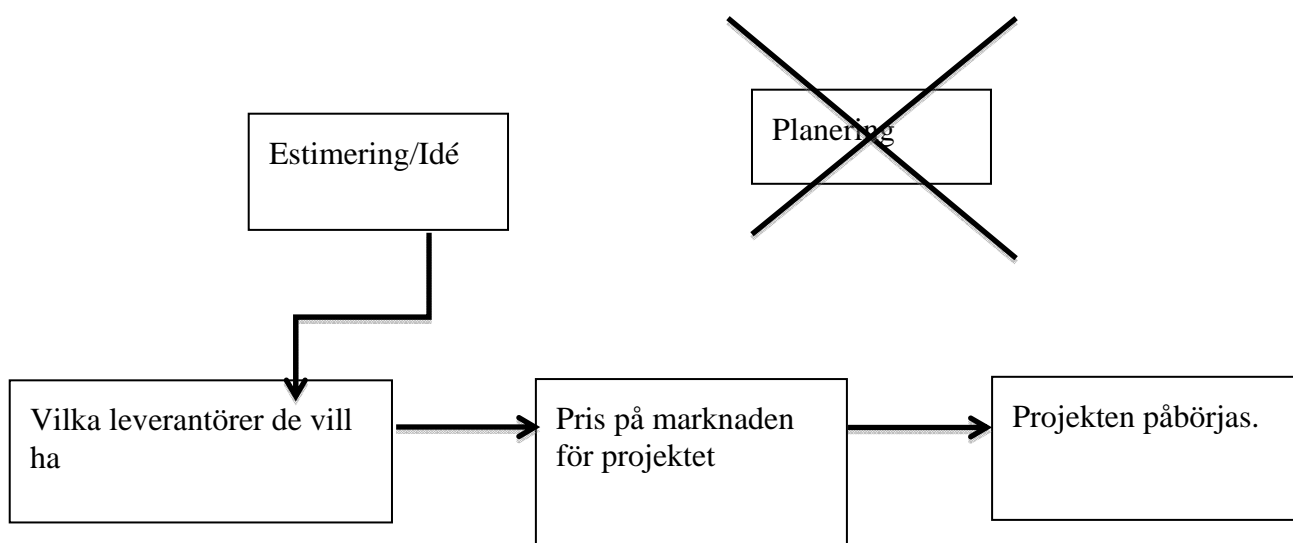 Estimering/Idé
Planering
Vilka leverantörer de vill
ha
Pris på marknaden
för projektet
Projekten påbörjas.